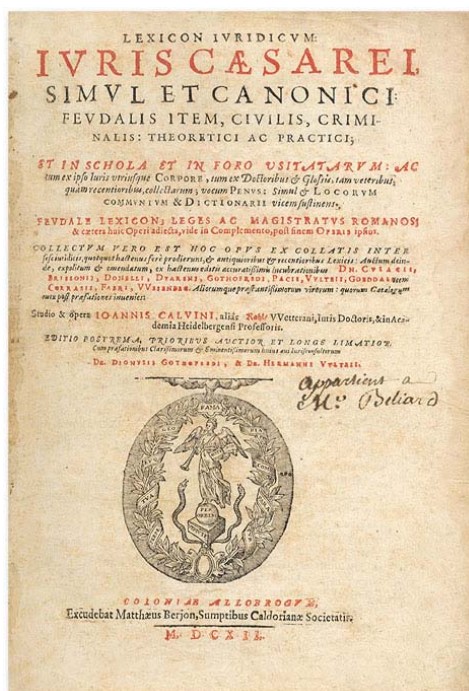 LEXICON IVRIDICVM:
IVRIS CÆSAREI,
SIMVL ET CANONICI:
FEVDALIS ITEM, CIVILIS, CRIMI-
NALIS: THEORETICI AC PRACTICI;
ET IN SCHOLA ET IN FORO VSITATARVM: AC
tum ex ipso Iuris vtriusque CORPORE, tum ex Doctoribus & Glossis, tam veteribus,
quàm recentioribus, collectarum, vocum PENVS: Simul & LOCORVM
COMMVNIVM & DICTIONARII vicem sustinens.
FEVDALE LEXICON, LEGES AC MAGISTRATVS ROMANOS;
& cætera huic Operi adiecta, vide in Complemento, post finem OPERIS ipsius.
COLLECTVM VERO EST HOC OPVS EX COLLATIS INTER
se iuridicis, quotquot hactenus ferè prodierunt, & antiquioribus & recentioribus Lexicis: Auctum dein-
de, expolitum & emendatum, ex hactenus editis accuratissimis lucubrationibus DN. CVIACII,
BRISSONII, DONELLI, DVARENI, GOTHOFREDI, PACII, VVLTEII, GOEDDAEI item
CORRASII, FABRI, VVESENBEC. Aliorumque præstantissimorum virorum: quorum Catalogum
post præfationes inuenies.
Studio & opera IOANNIS CALVINI, aliàs Kahl/ VVetterani, Iuris Doctoris, & in Aca-
demia Heidelbergensi Professoris.
EDITIO POSTREMA, PRIORIBVS AVCTIOR ET LONGE LIMATIOR.
Cum præfationibus Clarissimorum & Eminentissimorum huius aeui Iurisconsultorum
DN. DIONYSII GOTHOFREDI, & DN. HERMANNI VVLTEII.
appartient a
Mr. Beliard
FAMA
COLONIÆ ALLOBROGVM,
Excudebat Matthæus Berjon, Sumptibus Caldorianæ Societatis.
M. DCXII.